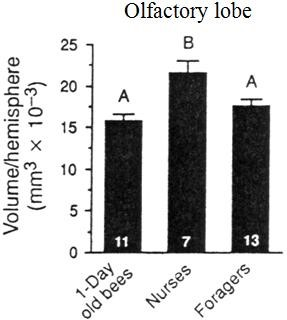 Olfactory lobe
Volume/hemisphere
(mm³ × 10⁻³)
25
20
15
10
5
0
A
B
A
11
7
13
1-Day
old bees
Nurses
Foragers